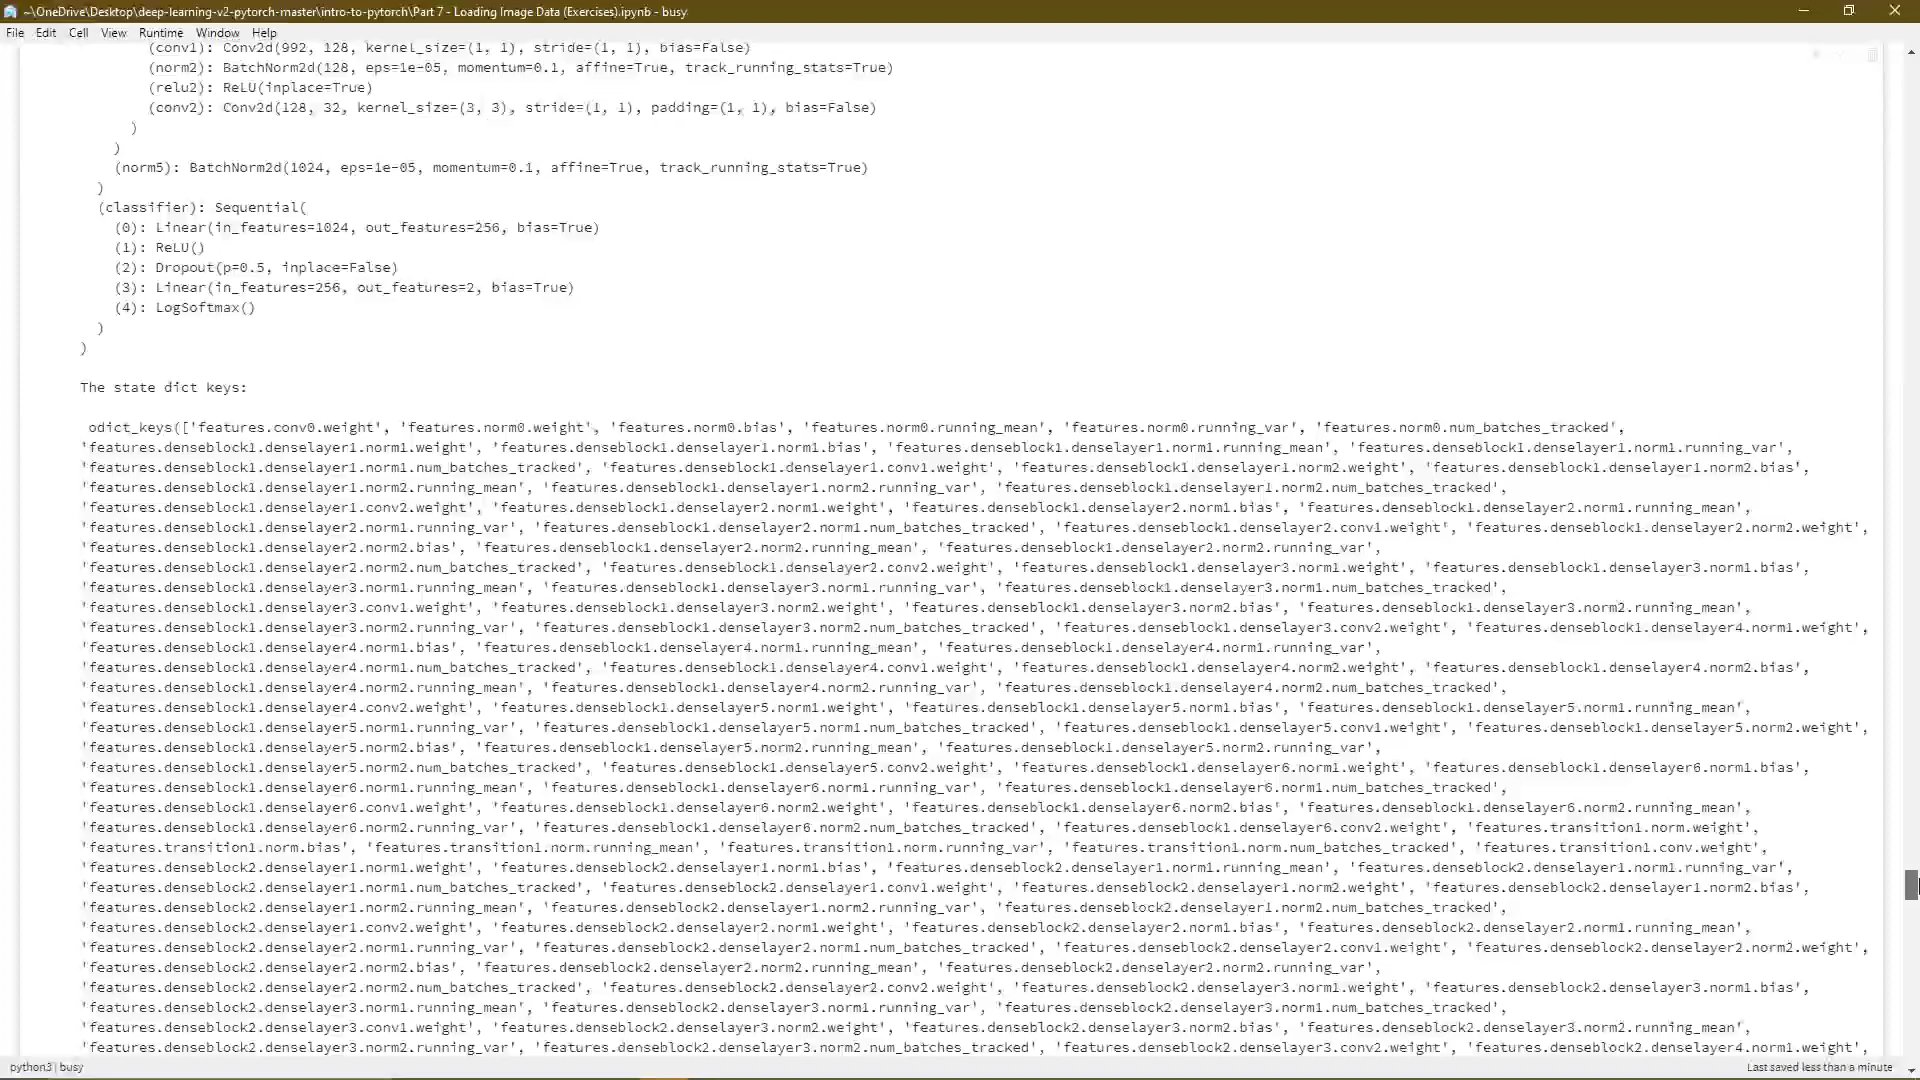 ~\OneDrive\Desktop\deep-learning-v2-pytorch-master\intro-to-pytorch\Part 7 - Loading Image Data (Exercises).ipynb - busy
File Edit Cell View Runtime Window Help
(conv1): Conv2d(992, 128, kernel_size=(1, 1), stride=(1, 1), bias=False)
(norm2): BatchNorm2d(128, eps=1e-05, momentum=0.1, affine=True, track_running_stats=True)
(relu2): ReLU(inplace=True)
(conv2): Conv2d(128, 32, kernel_size=(3, 3), stride=(1, 1), padding=(1, 1), bias=False)
)
)
(norm5): BatchNorm2d(1024, eps=1e-05, momentum=0.1, affine=True, track_running_stats=True)
)
(classifier): Sequential(
(0): Linear(in_features=1024, out_features=256, bias=True)
(1): ReLU()
(2): Dropout(p=0.5, inplace=False)
(3): Linear(in_features=256, out_features=2, bias=True)
(4): LogSoftmax()
)
)
The state dict keys:
odict_keys(['features.conv0.weight', 'features.norm0.weight', 'features.norm0.bias', 'features.norm0.running_mean', 'features.norm0.running_var', 'features.norm0.num_batches_tracked',
'features.denseblock1.denselayer1.norm1.weight', 'features.denseblock1.denselayer1.norm1.bias', 'features.denseblock1.denselayer1.norm1.running_mean', 'features.denseblock1.denselayer1.norm1.running_var',
'features.denseblock1.denselayer1.norm1.num_batches_tracked', 'features.denseblock1.denselayer1.conv1.weight', 'features.denseblock1.denselayer1.norm2.weight', 'features.denseblock1.denselayer1.norm2.bias',
'features.denseblock1.denselayer1.norm2.running_mean', 'features.denseblock1.denselayer1.norm2.running_var', 'features.denseblock1.denselayer1.norm2.num_batches_tracked',
'features.denseblock1.denselayer1.conv2.weight', 'features.denseblock1.denselayer2.norm1.weight', 'features.denseblock1.denselayer2.norm1.bias', 'features.denseblock1.denselayer2.norm1.running_mean',
'features.denseblock1.denselayer2.norm1.running_var', 'features.denseblock1.denselayer2.norm1.num_batches_tracked', 'features.denseblock1.denselayer2.conv1.weight', 'features.denseblock1.denselayer2.norm2.weight',
'features.denseblock1.denselayer2.norm2.bias', 'features.denseblock1.denselayer2.norm2.running_mean', 'features.denseblock1.denselayer2.norm2.running_var',
'features.denseblock1.denselayer2.norm2.num_batches_tracked', 'features.denseblock1.denselayer2.conv2.weight', 'features.denseblock1.denselayer3.norm1.weight', 'features.denseblock1.denselayer3.norm1.bias',
'features.denseblock1.denselayer3.norm1.running_mean', 'features.denseblock1.denselayer3.norm1.running_var', 'features.denseblock1.denselayer3.norm1.num_batches_tracked',
'features.denseblock1.denselayer3.conv1.weight', 'features.denseblock1.denselayer3.norm2.weight', 'features.denseblock1.denselayer3.norm2.bias', 'features.denseblock1.denselayer3.norm2.running_mean',
'features.denseblock1.denselayer3.norm2.running_var', 'features.denseblock1.denselayer3.norm2.num_batches_tracked', 'features.denseblock1.denselayer3.conv2.weight', 'features.denseblock1.denselayer4.norm1.weight',
'features.denseblock1.denselayer4.norm1.bias', 'features.denseblock1.denselayer4.norm1.running_mean', 'features.denseblock1.denselayer4.norm1.running_var',
'features.denseblock1.denselayer4.norm1.num_batches_tracked', 'features.denseblock1.denselayer4.conv1.weight', 'features.denseblock1.denselayer4.norm2.weight', 'features.denseblock1.denselayer4.norm2.bias',
'features.denseblock1.denselayer4.norm2.running_mean', 'features.denseblock1.denselayer4.norm2.running_var', 'features.denseblock1.denselayer4.norm2.num_batches_tracked',
'features.denseblock1.denselayer4.conv2.weight', 'features.denseblock1.denselayer5.norm1.weight', 'features.denseblock1.denselayer5.norm1.bias', 'features.denseblock1.denselayer5.norm1.running_mean',
'features.denseblock1.denselayer5.norm1.running_var', 'features.denseblock1.denselayer5.norm1.num_batches_tracked', 'features.denseblock1.denselayer5.conv1.weight', 'features.denseblock1.denselayer5.norm2.weight',
'features.denseblock1.denselayer5.norm2.bias', 'features.denseblock1.denselayer5.norm2.running_mean', 'features.denseblock1.denselayer5.norm2.running_var',
'features.denseblock1.denselayer5.norm2.num_batches_tracked', 'features.denseblock1.denselayer5.conv2.weight', 'features.denseblock1.denselayer6.norm1.weight', 'features.denseblock1.denselayer6.norm1.bias',
'features.denseblock1.denselayer6.norm1.running_mean', 'features.denseblock1.denselayer6.norm1.running_var', 'features.denseblock1.denselayer6.norm1.num_batches_tracked',
'features.denseblock1.denselayer6.conv1.weight', 'features.denseblock1.denselayer6.norm2.weight', 'features.denseblock1.denselayer6.norm2.bias', 'features.denseblock1.denselayer6.norm2.running_mean',
'features.denseblock1.denselayer6.norm2.running_var', 'features.denseblock1.denselayer6.norm2.num_batches_tracked', 'features.denseblock1.denselayer6.conv2.weight', 'features.transition1.norm.weight',
'features.transition1.norm.bias', 'features.transition1.norm.running_mean', 'features.transition1.norm.running_var', 'features.transition1.norm.num_batches_tracked', 'features.transition1.conv.weight',
'features.denseblock2.denselayer1.norm1.weight', 'features.denseblock2.denselayer1.norm1.bias', 'features.denseblock2.denselayer1.norm1.running_mean', 'features.denseblock2.denselayer1.norm1.running_var',
'features.denseblock2.denselayer1.norm1.num_batches_tracked', 'features.denseblock2.denselayer1.conv1.weight', 'features.denseblock2.denselayer1.norm2.weight', 'features.denseblock2.denselayer1.norm2.bias',
'features.denseblock2.denselayer1.norm2.running_mean', 'features.denseblock2.denselayer1.norm2.running_var', 'features.denseblock2.denselayer1.norm2.num_batches_tracked',
'features.denseblock2.denselayer1.conv2.weight', 'features.denseblock2.denselayer2.norm1.weight', 'features.denseblock2.denselayer2.norm1.bias', 'features.denseblock2.denselayer2.norm1.running_mean',
'features.denseblock2.denselayer2.norm1.running_var', 'features.denseblock2.denselayer2.norm1.num_batches_tracked', 'features.denseblock2.denselayer2.conv1.weight', 'features.denseblock2.denselayer2.norm2.weight',
'features.denseblock2.denselayer2.norm2.bias', 'features.denseblock2.denselayer2.norm2.running_mean', 'features.denseblock2.denselayer2.norm2.running_var',
'features.denseblock2.denselayer2.norm2.num_batches_tracked', 'features.denseblock2.denselayer2.conv2.weight', 'features.denseblock2.denselayer3.norm1.weight', 'features.denseblock2.denselayer3.norm1.bias',
'features.denseblock2.denselayer3.norm1.running_mean', 'features.denseblock2.denselayer3.norm1.running_var', 'features.denseblock2.denselayer3.norm1.num_batches_tracked',
'features.denseblock2.denselayer3.conv1.weight', 'features.denseblock2.denselayer3.norm2.weight', 'features.denseblock2.denselayer3.norm2.bias', 'features.denseblock2.denselayer3.norm2.running_mean',
'features.denseblock2.denselayer3.norm2.running_var', 'features.denseblock2.denselayer3.norm2.num_batches_tracked', 'features.denseblock2.denselayer3.conv2.weight', 'features.denseblock2.denselayer4.norm1.weight',
python3 | busy
Last saved less than a minute